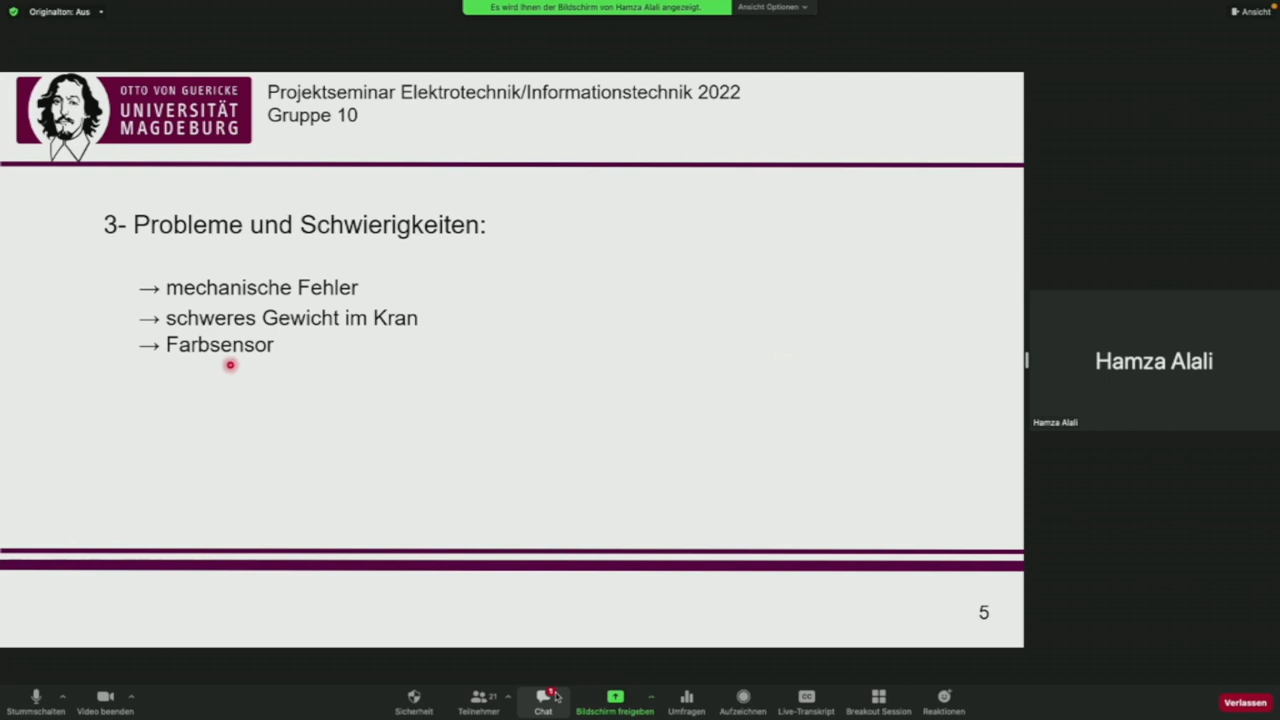 Originalton: Aus
Es wird Ihnen der Bildschirm von Hamza Alali angezeigt.
Ansicht Optionen
Ansicht
OTTO VON GUERICKE
UNIVERSITÄT
MAGDEBURG
Projektseminar Elektrotechnik/Informationstechnik 2022
Gruppe 10
3- Probleme und Schwierigkeiten:
→ mechanische Fehler
→ schweres Gewicht im Kran
→ Farbsensor
Hamza Alali
Hamza Alali
5
Stummschalten
Video beenden
Sicherheit
21
Teilnehmer
1
Chat
Bildschirm freigeben
Umfragen
Aufzeichnen
CC
Live-Transkript
Breakout Session
Reaktionen
Verlassen